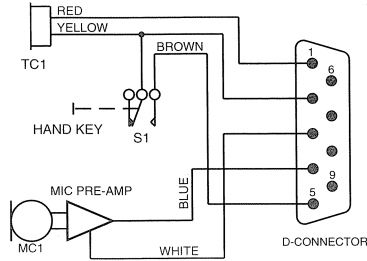 RED
YELLOW
TC1
BROWN
1
6
HAND KEY
S1
MIC PRE-AMP
BLUE
9
5
MC1
WHITE
D-CONNECTOR